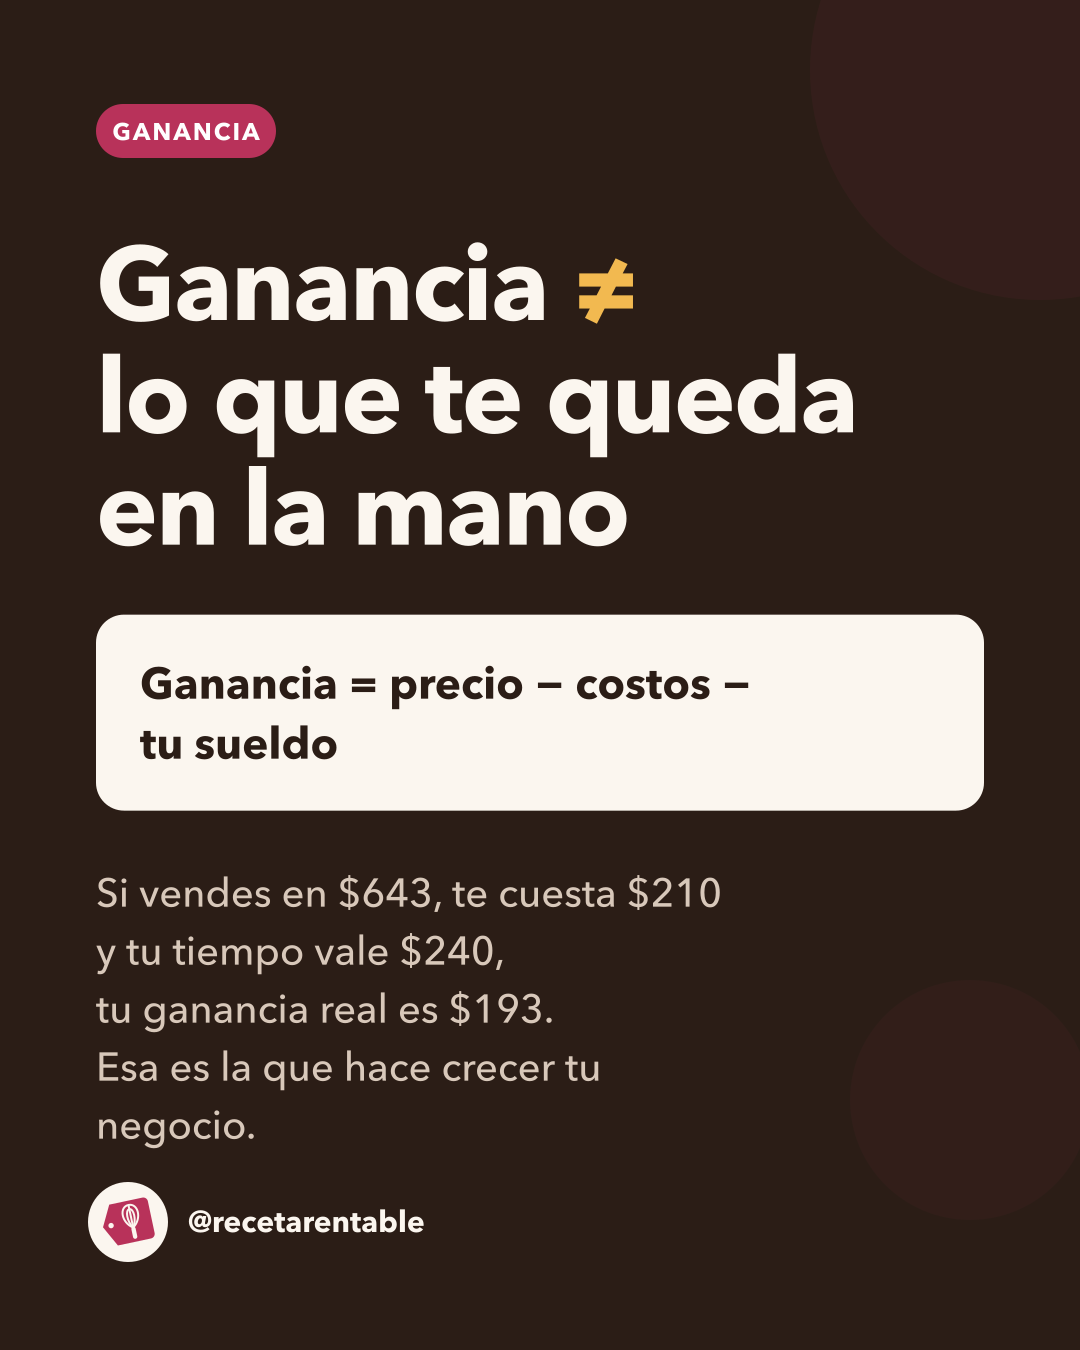 GANANCIA
Ganancia ≠
lo que te queda
en la mano
Ganancia = precio − costos −
tu sueldo
Si vendes en $643, te cuesta $210
y tu tiempo vale $240,
tu ganancia real es $193.
Esa es la que hace crecer tu
negocio.
@recetarentable